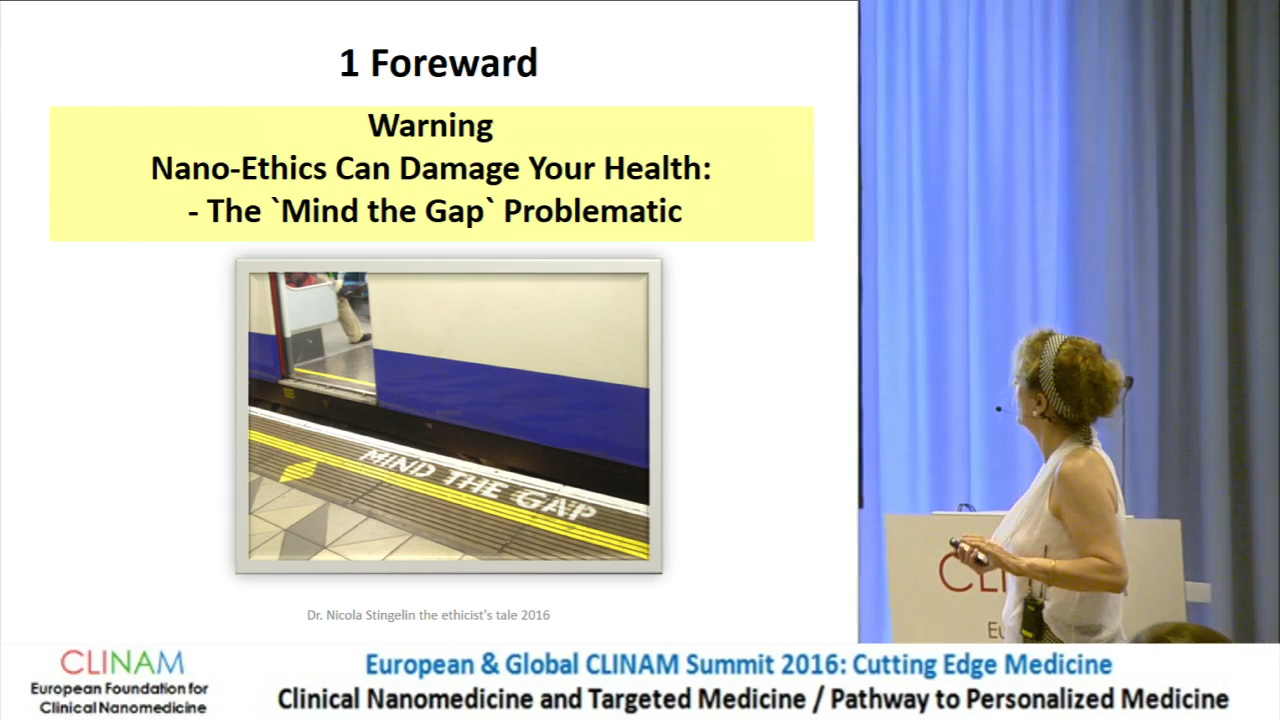 1 Foreward
Warning
Nano-Ethics Can Damage Your Health:
- The `Mind the Gap` Problematic
MIND THE GAP
Dr. Nicola Stingelin the ethicist's tale 2016
CLINAM
European Foundation for
Clinical Nanomedicine
European & Global CLINAM Summit 2016: Cutting Edge Medicine
Clinical Nanomedicine and Targeted Medicine / Pathway to Personalized Medicine